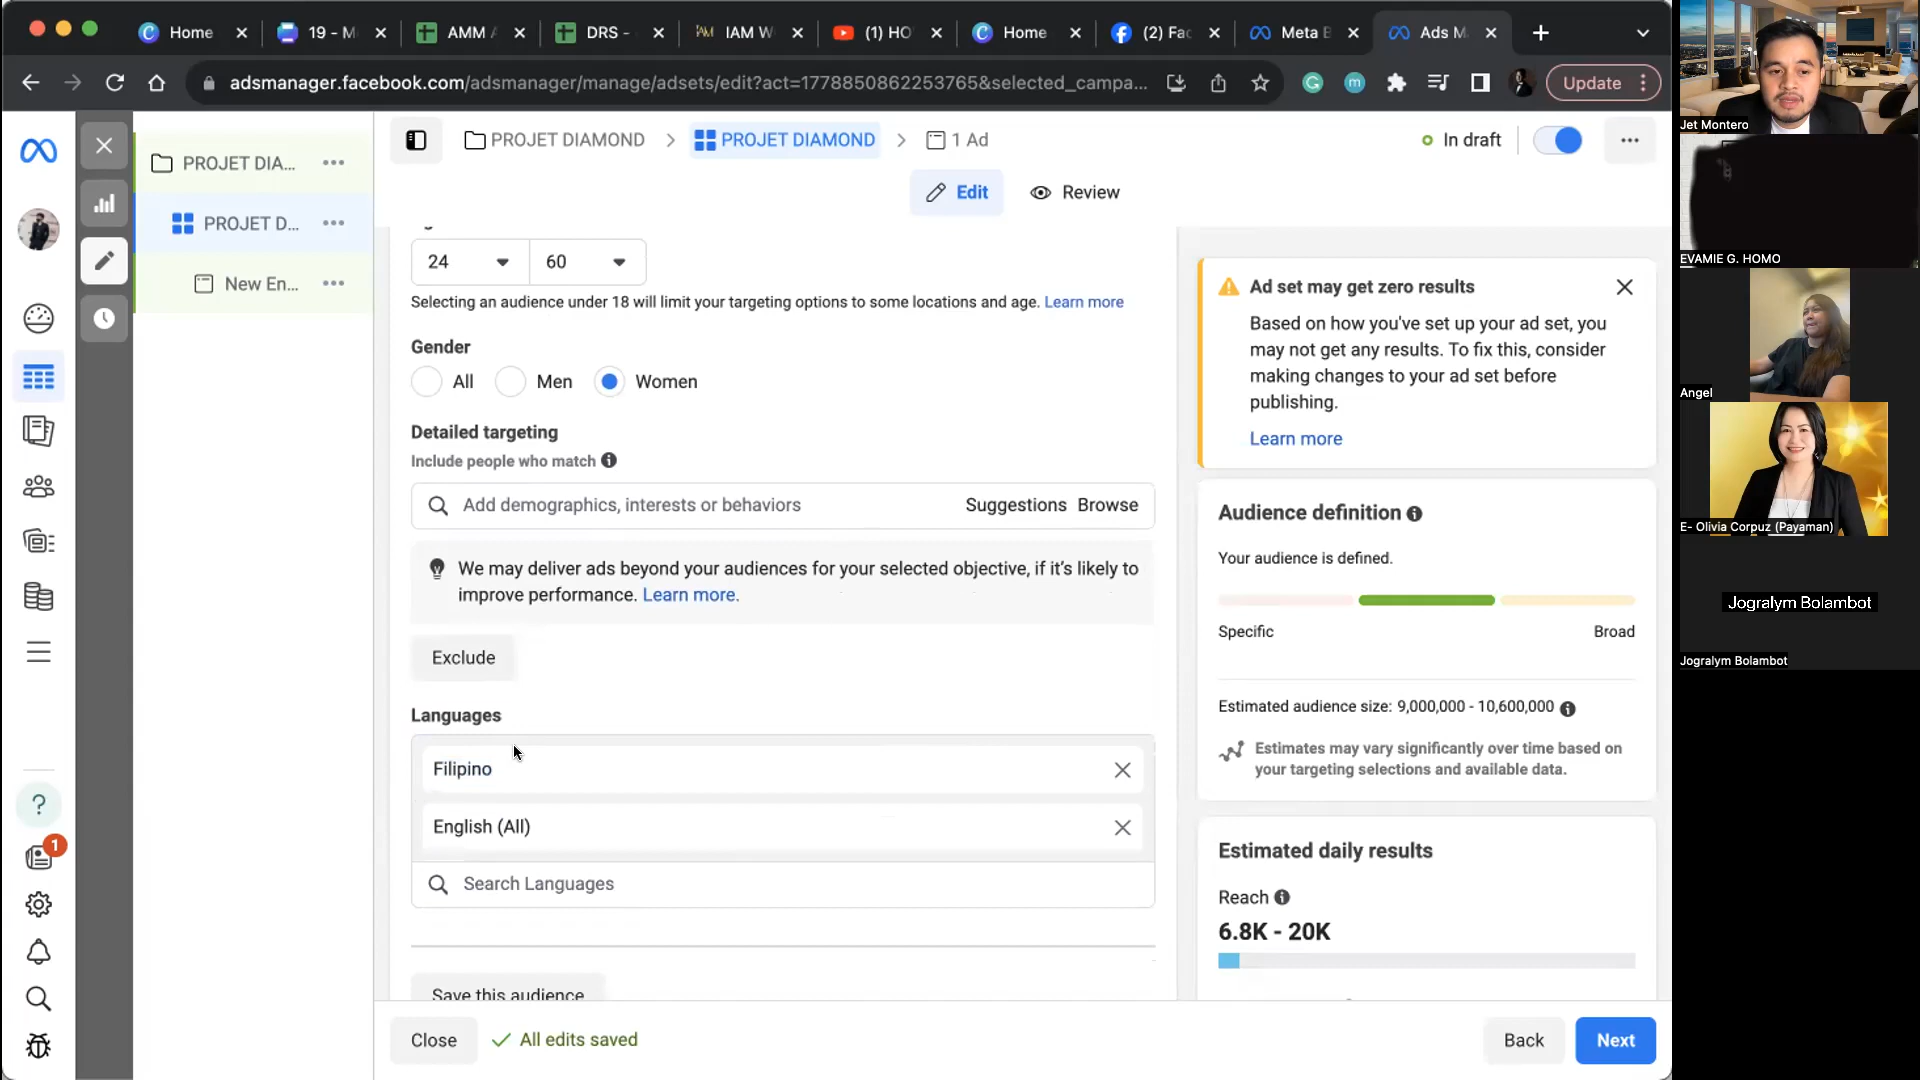 Home
19 - M
AMM A
DRS -
IAM W
(1) HO
Home
(2) Fac
Meta B
Ads M
adsmanager.facebook.com/adsmanager/manage/adsets/edit?act=1778850862253765&selected_campa...
Update
PROJET DIA...
PROJET D...
New En...
PROJET DIAMOND
PROJET DIAMOND
1 Ad
In draft
Edit
Review
24
60
Selecting an audience under 18 will limit your targeting options to some locations and age. Learn more
Gender
All
Men
Women
Detailed targeting
Include people who match
Add demographics, interests or behaviors
Suggestions
Browse
We may deliver ads beyond your audiences for your selected objective, if it's likely to
improve performance. Learn more.
Exclude
Languages
Filipino
English (All)
Search Languages
Save this audience
Close
All edits saved
Back
Next
Ad set may get zero results
Based on how you've set up your ad set, you
may not get any results. To fix this, consider
making changes to your ad set before
publishing.
Learn more
Audience definition
Your audience is defined.
Specific
Broad
Estimated audience size: 9,000,000 - 10,600,000
Estimates may vary significantly over time based on
your targeting selections and available data.
Estimated daily results
Reach
6.8K - 20K
1
Jet Montero
EVAMIE G. HOMO
Angel
E- Olivia Corpuz (Payaman)
Jogralym Bolambot
Jogralym Bolambot